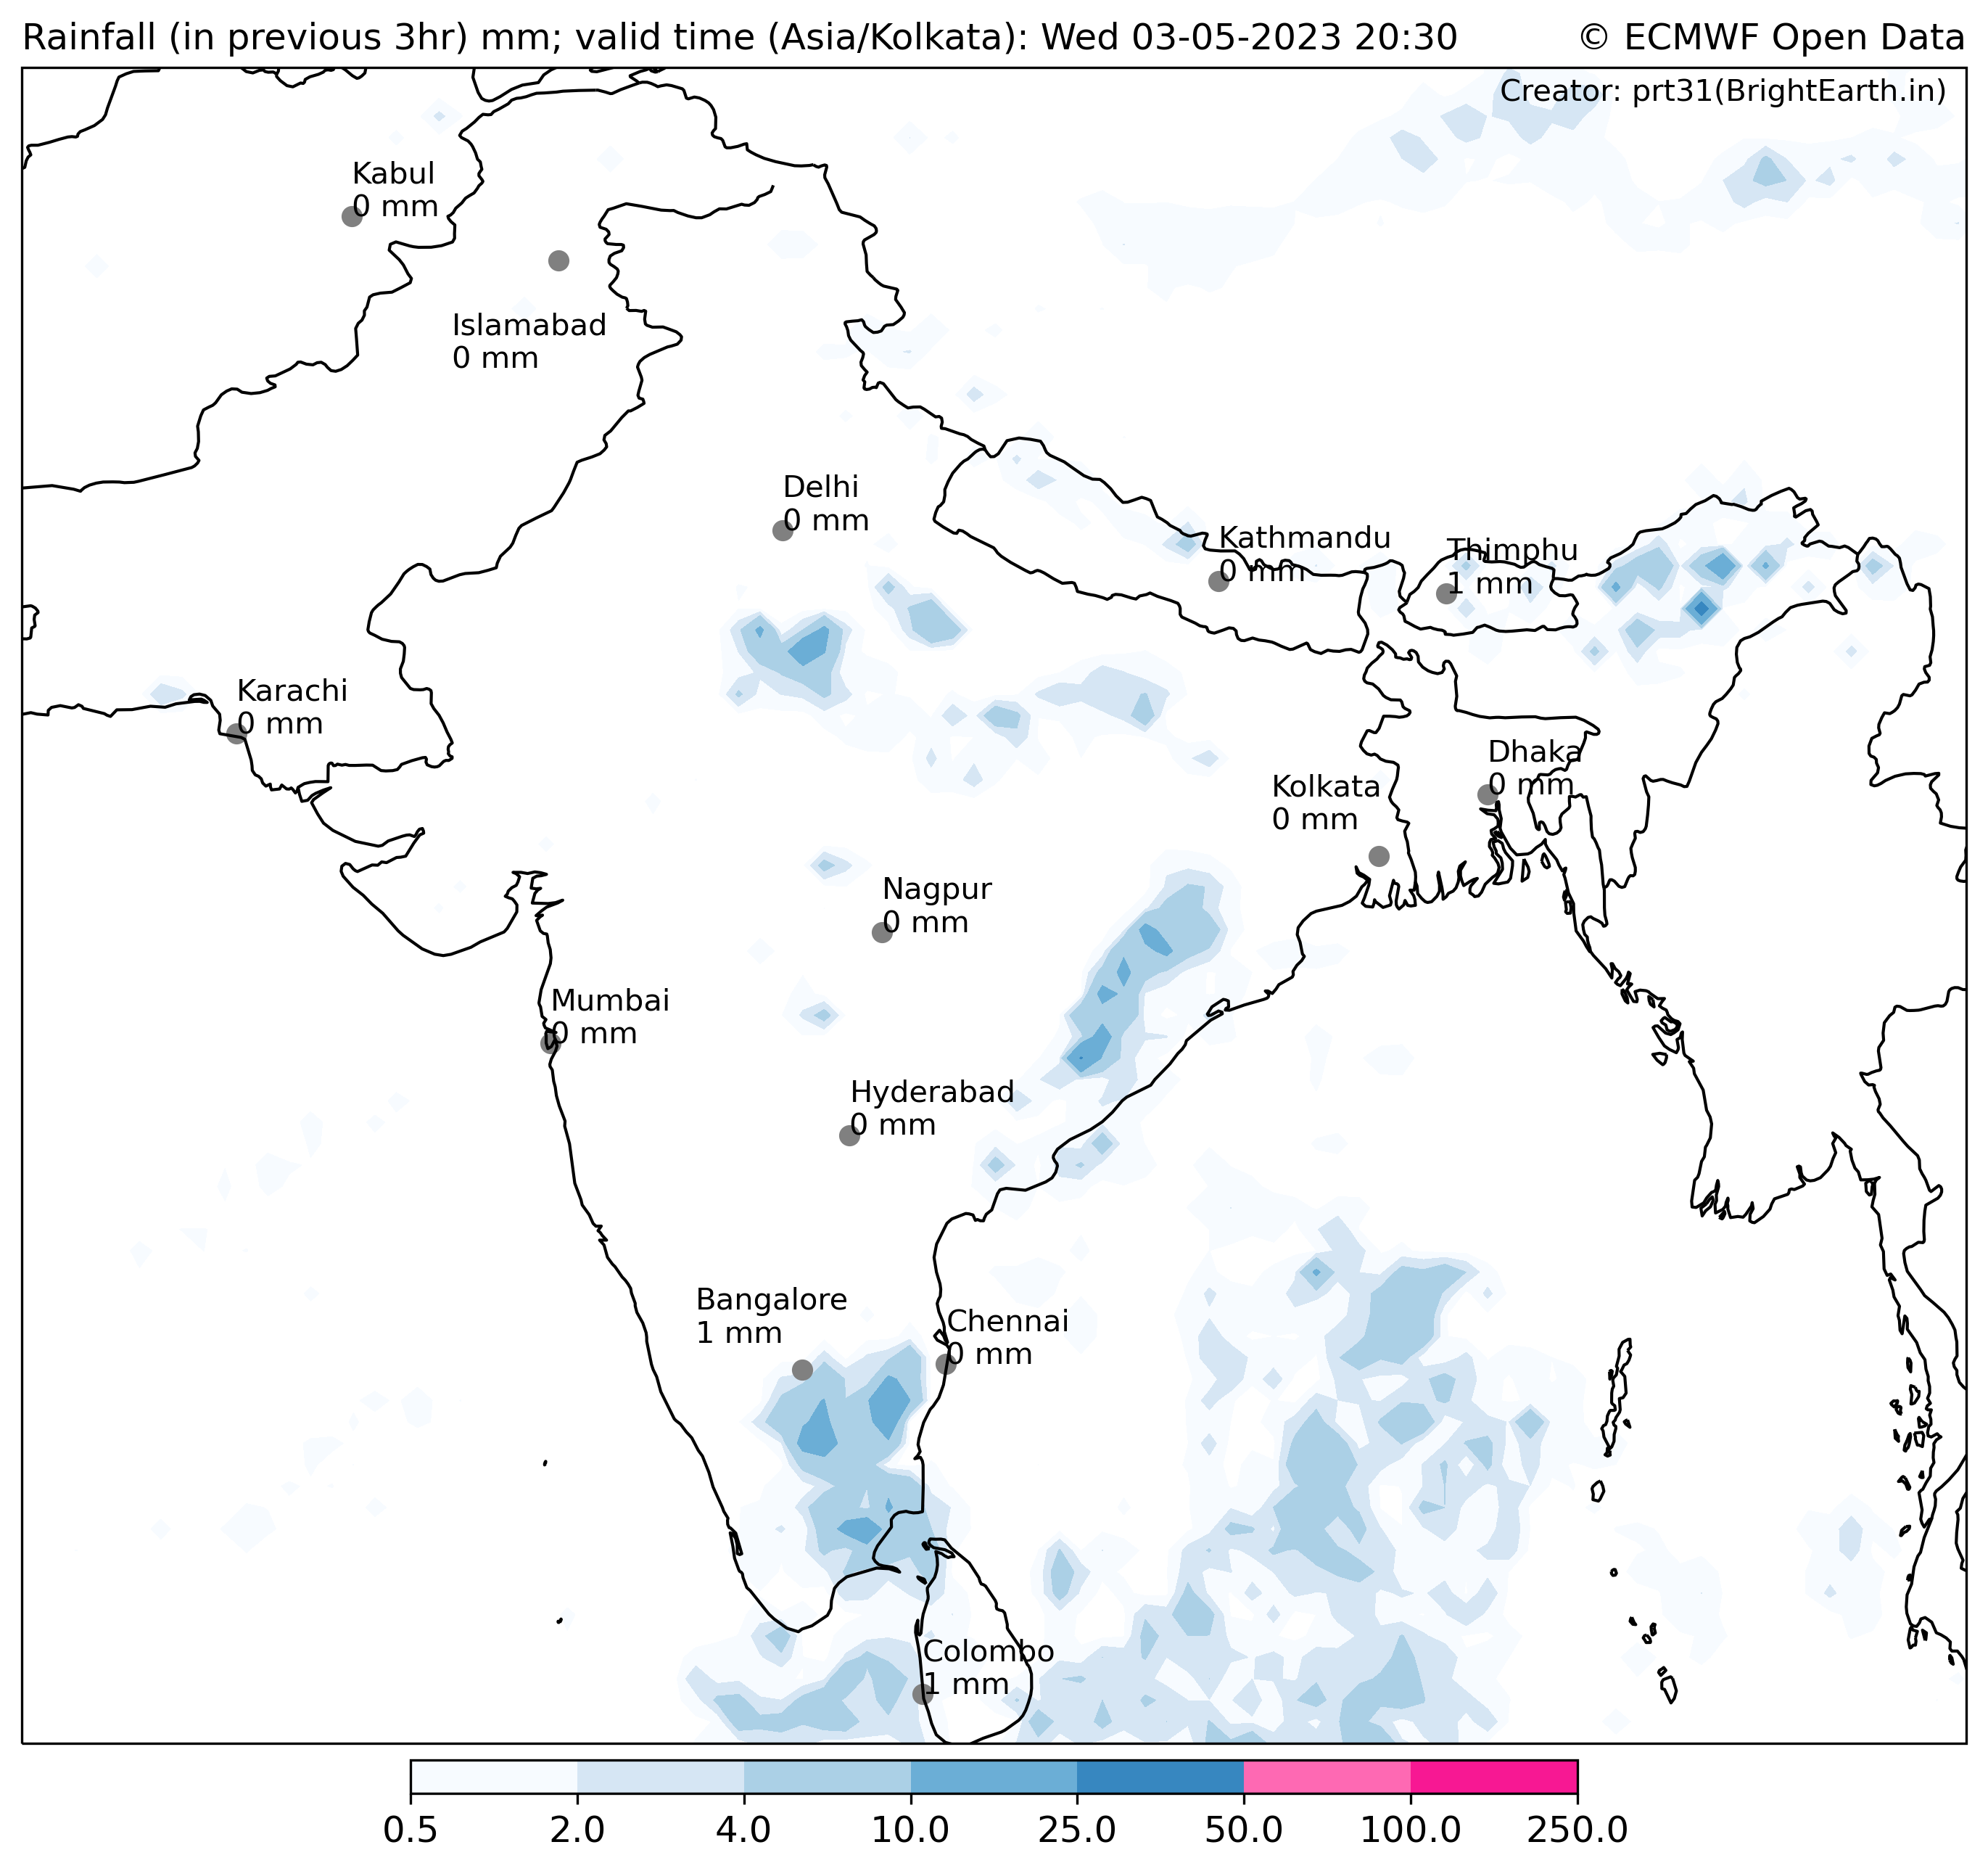 Rainfall (in previous 3hr) mm; valid time (Asia/Kolkata): Wed 03-05-2023 20:30
© ECMWF Open Data
Creator: prt31(BrightEarth.in)
Kabul
0 mm
Islamabad
0 mm
Delhi
0 mm
Kathmandu
0 mm
Thimphu
1 mm
Karachi
0 mm
Dhaka
0 mm
Kolkata
0 mm
Nagpur
0 mm
Mumbai
0 mm
Hyderabad
0 mm
Bangalore
1 mm
Chennai
0 mm
Colombo
1 mm
0.5 2.0 4.0 10.0 25.0 50.0 100.0 250.0